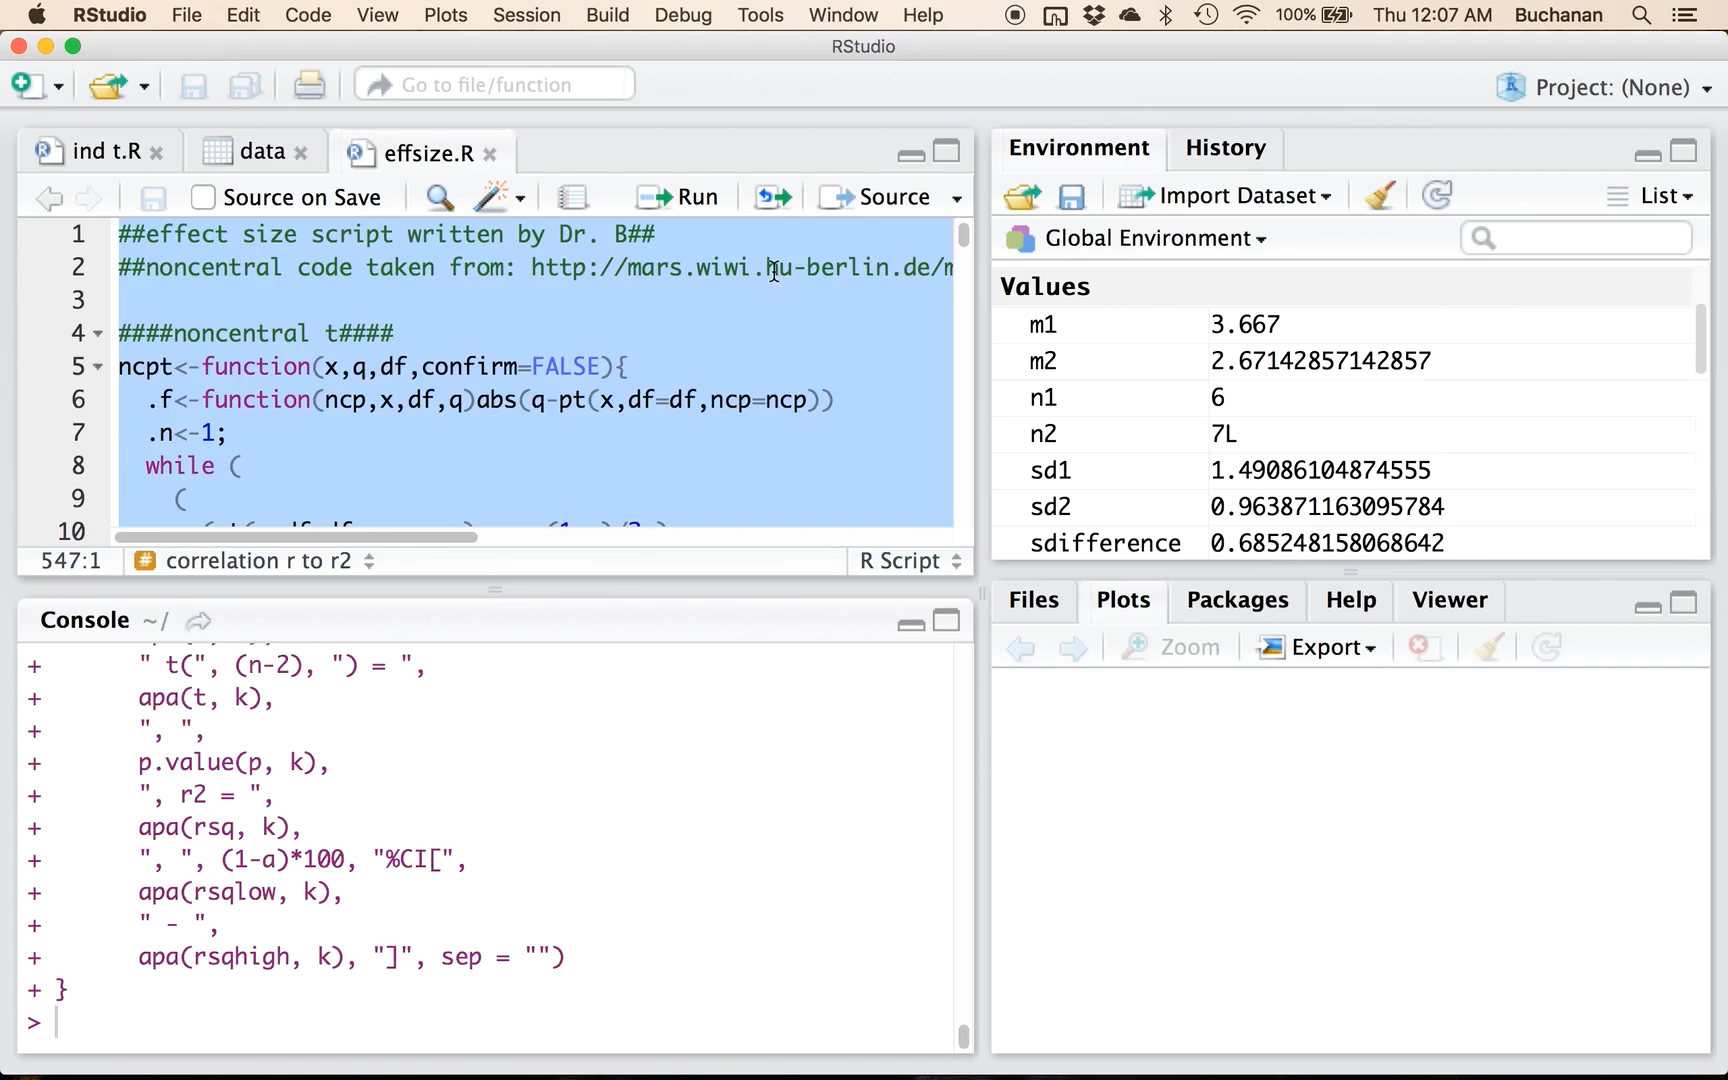 RStudio File Edit Code View Plots Session Build Debug Tools Window Help 100% Thu 12:07 AM Buchanan
RStudio
Go to file/function
Project: (None)
ind t.R data effsize.R
Source on Save Run Source
1 ##effect size script written by Dr. B##
2 ##noncentral code taken from: http://mars.wiwi.hu-berlin.de/m
3
4 ####noncentral t####
5 ncpt<-function(x,q,df,confirm=FALSE){
6 .f<-function(ncp,x,df,q)abs(q-pt(x,df=df,ncp=ncp))
7 .n<-1;
8 while (
9 (
10
547:1 correlation r to r2 R Script
Console ~/
+ " t(", (n-2), ") = ",
+ apa(t, k),
+ ", ",
+ p.value(p, k),
+ ", r2 = ",
+ apa(rsq, k),
+ ", ", (1-a)*100, "%CI[",
+ apa(rsqlow, k),
+ " - ",
+ apa(rsqhigh, k), "]", sep = "")
+ }
>
Environment History
Import Dataset List
Global Environment
Values
m1 3.667
m2 2.67142857142857
n1 6
n2 7L
sd1 1.49086104874555
sd2 0.963871163095784
sdifference 0.685248158068642
Files Plots Packages Help Viewer
Zoom Export